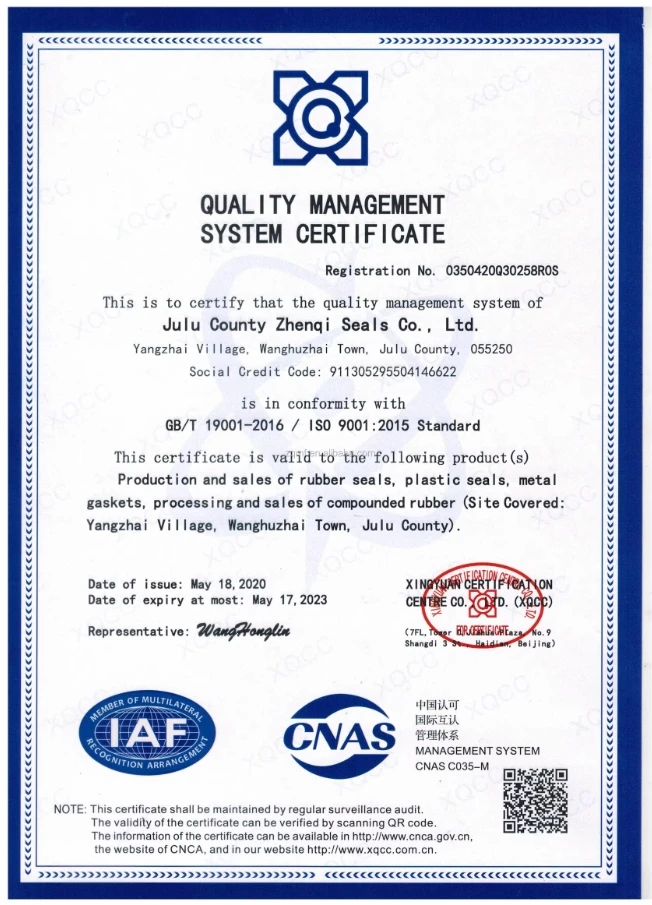 QUALITY MANAGEMENT
SYSTEM CERTIFICATE
Registration No. 0350420Q30258R0S
This is to certify that the quality management system of
Julu County Zhenqi Seals Co., Ltd.
Yangzhai Village, Wanghuzhai Town, Julu County, 055250
Social Credit Code: 911305295504146622
is in conformity with
GB/T 19001-2016 / ISO 9001:2015 Standard
This certificate is valid to the following product(s)
Production and sales of rubber seals, plastic seals, metal
gaskets, processing and sales of compounded rubber (Site Covered:
Yangzhai Village, Wanghuzhai Town, Julu County).
Date of issue: May 18,2020
Date of expiry at most: May 17,2023
Representative: WangHonglin
XINGYUAN CERTIFICATION
CENTRE CO., LTD. (XQCC)
(7FL, Tower Plaza, No.9
Shangdi 3 St., Haidian, Beijing)
FOR CERTIFICATE
MEMBER OF MULTILATERAL
IAF
RECOGNITION ARRANGEMENT
CNAS
中国认可
国际互认
管理体系
MANAGEMENT SYSTEM
CNAS C035-M
NOTE: This certificate shall be maintained by regular surveillance audit.
The validity of the certificate can be verified by scanning QR code.
The information of the certificate can be available in http://www.cnca.gov.cn,
the website of CNCA, and in our website http://www.xqcc.com.cn.